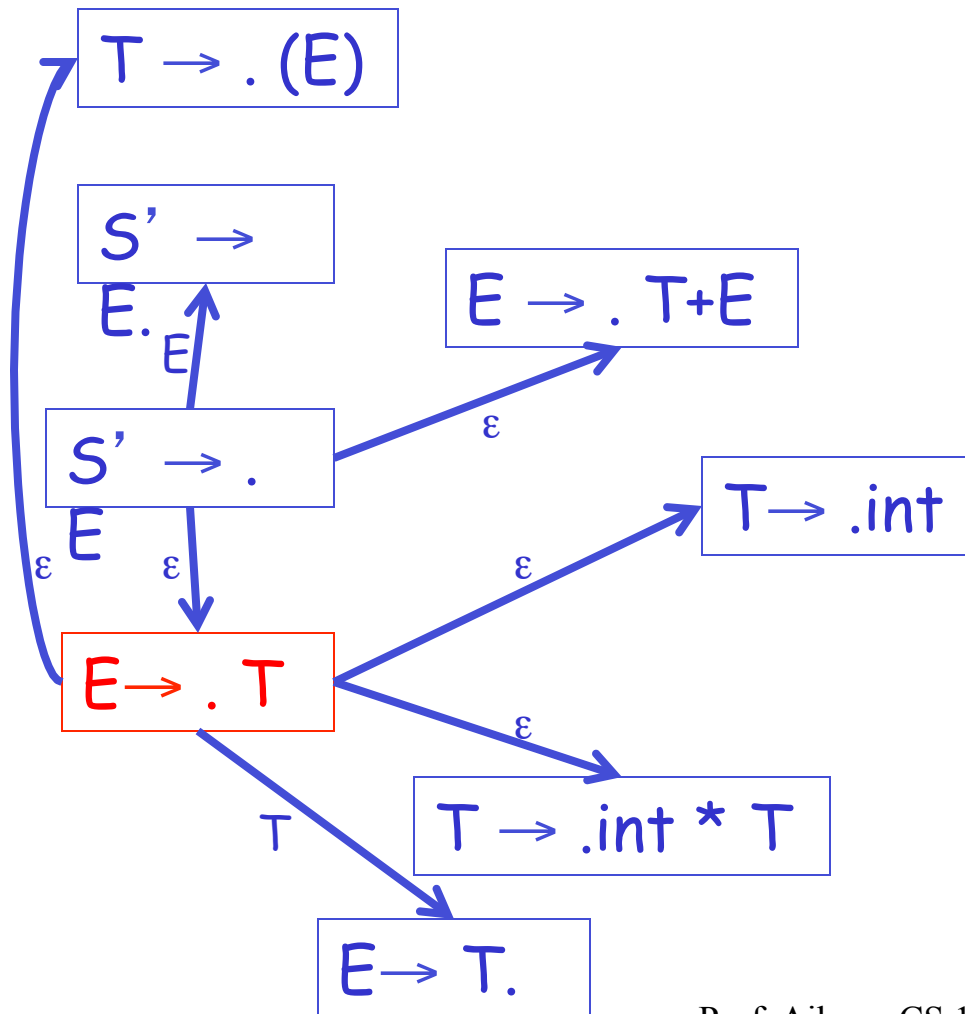 T → . (E)
S’ →
E.
E
E → . T+E
S’ → .
E
ε
T→ .int
ε
ε
ε
E→ . T
ε
T
T → .int * T
E→ T.